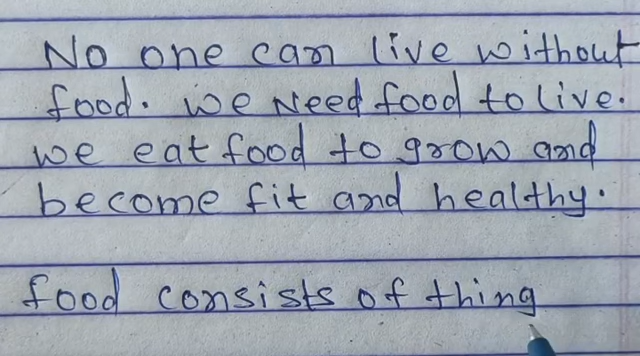 No one can live without
food. we Need food to live.
we eat food to grow and
become fit and healthy.
food consists of thing